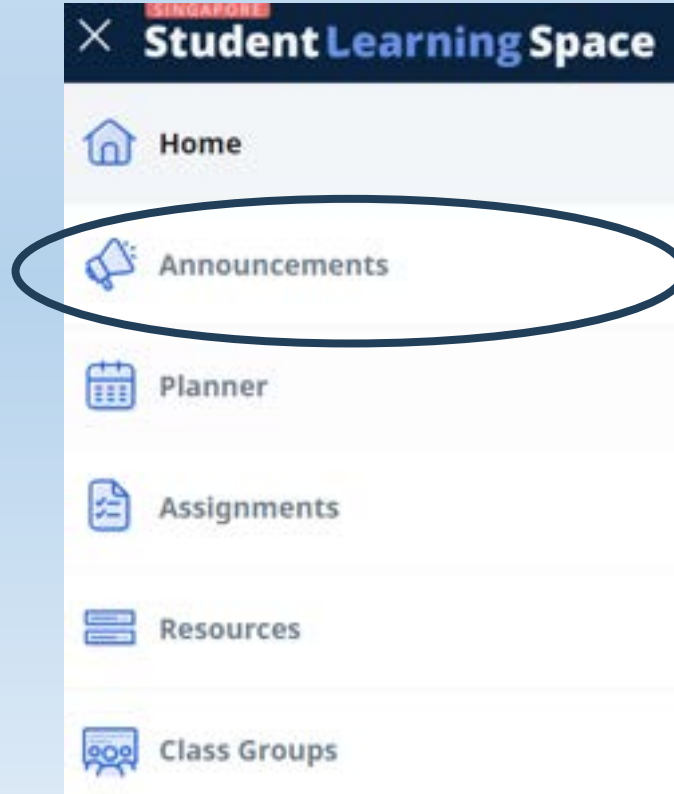 SINGAPORE
Student Learning Space
Home
Announcements
Planner
Assignments
Resources
Class Groups